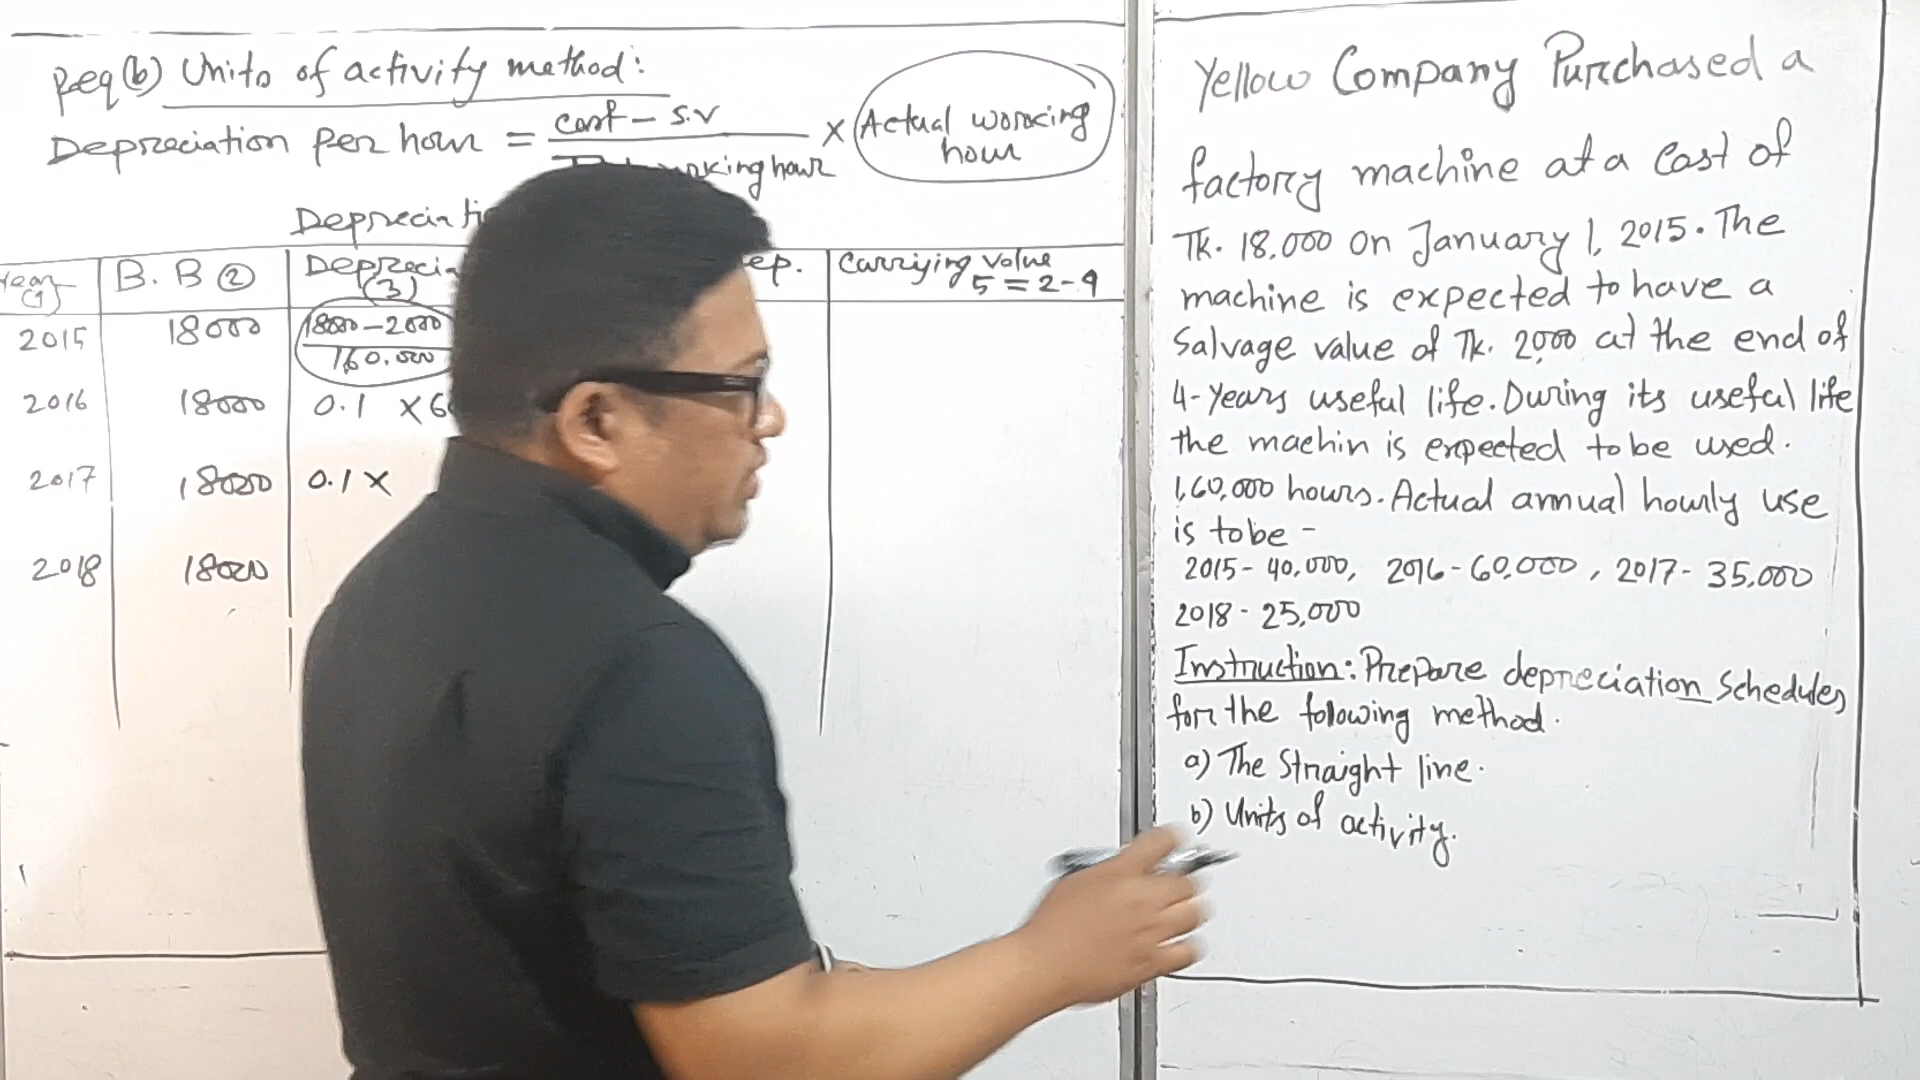 Req (b) Units of activity method:
Depreciation per hour = cost - S.V × Actual working
hour
working hour
Depreciati
Year (1) B. B (2) Deprecia (3) ep. Carrying value
5 = 2-4
2015 18000 18000-2000
160.000
2016 18000 0.1 × 6
2017 18000 0.1 ×
2018 18000
Yellow Company Purchased a
factory machine at a Cost of
Tk. 18,000 on January 1, 2015. The
machine is expected to have a
Salvage value of Tk. 2,000 at the end of
4-Years useful life. During its useful life
the machin is expected to be used.
1,60,000 hours. Actual annual hourly use
is to be -
2015 - 40,000, 2016 - 60,000, 2017 - 35,000
2018 - 25,000
Instruction: Prepare depreciation Schedules
for the folowing method.
a) The Straight line.
b) Units of activity.